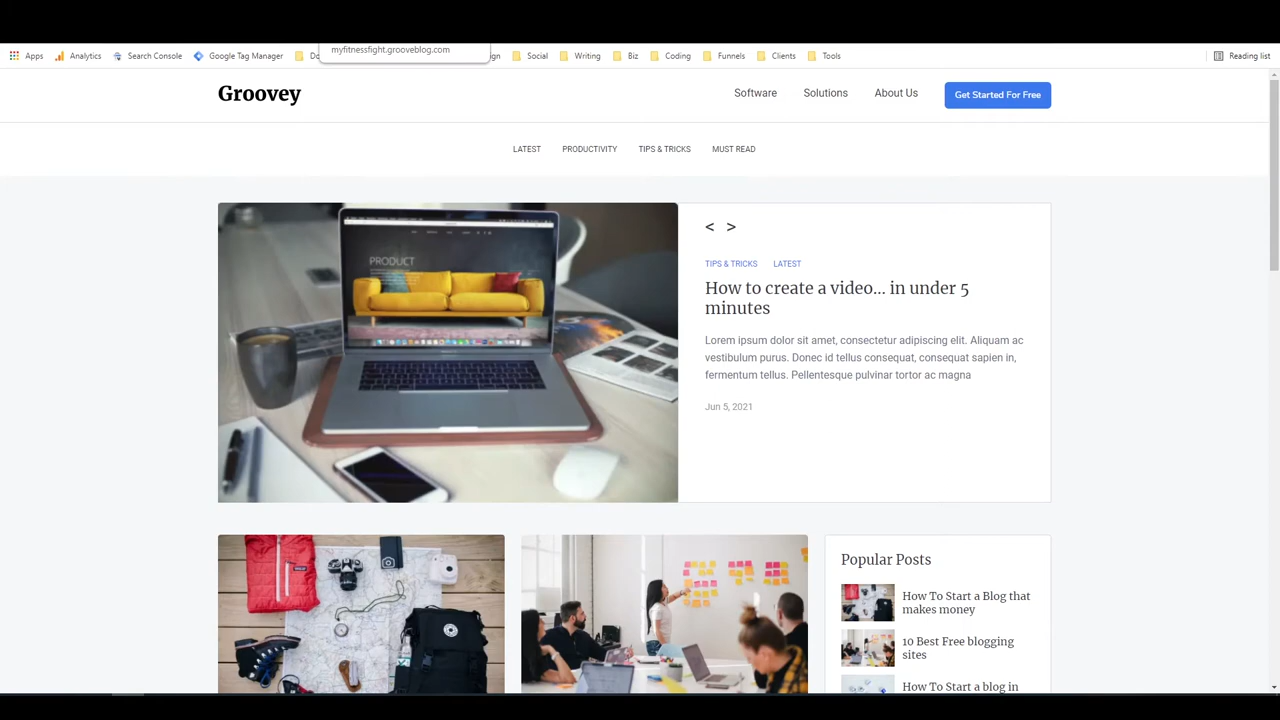 myfitnessfight.grooveblog.com
Apps Analytics Search Console Google Tag Manager Social Writing Biz Coding Funnels Clients Tools Reading list
Groovey Software Solutions About Us Get Started For Free
LATEST PRODUCTIVITY TIPS & TRICKS MUST READ
PRODUCT
< >
TIPS & TRICKS LATEST
How to create a video... in under 5
minutes
Lorem ipsum dolor sit amet, consectetur adipiscing elit. Aliquam ac
vestibulum purus. Donec id tellus consequat, consequat sapien in,
fermentum tellus. Pellentesque pulvinar tortor ac magna
Jun 5, 2021
Popular Posts
How To Start a Blog that
makes money
10 Best Free blogging
sites
How To Start a blog in